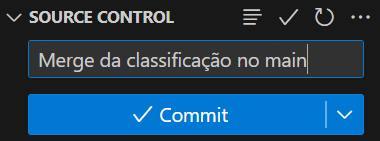 SOURCE CONTROL
Merge da classificação no main
Commit